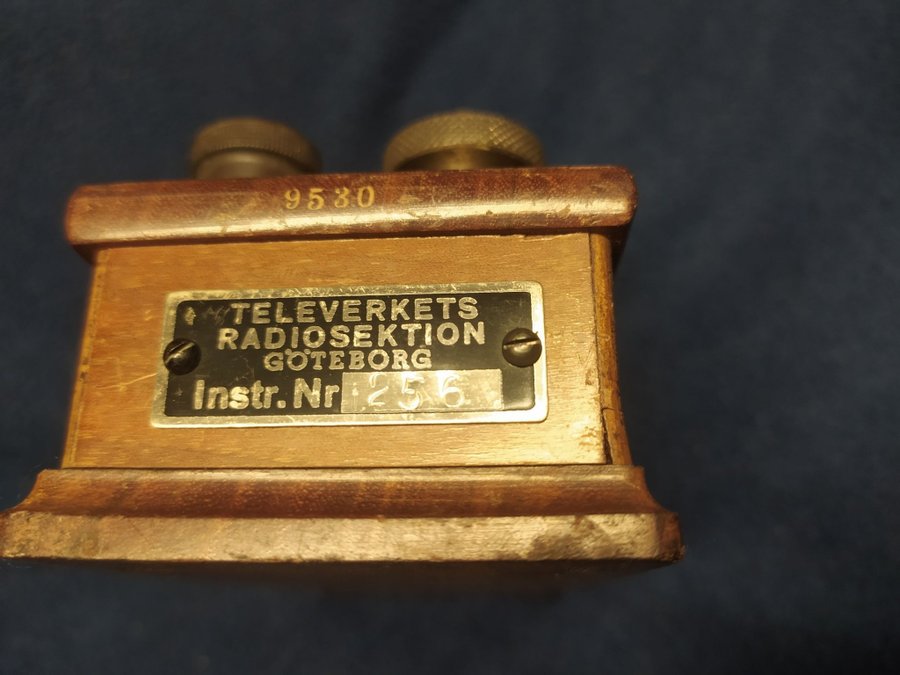 9530
TELEVERKETS
RADIOSEKTION
GÖTEBORG
Instr. Nr 256